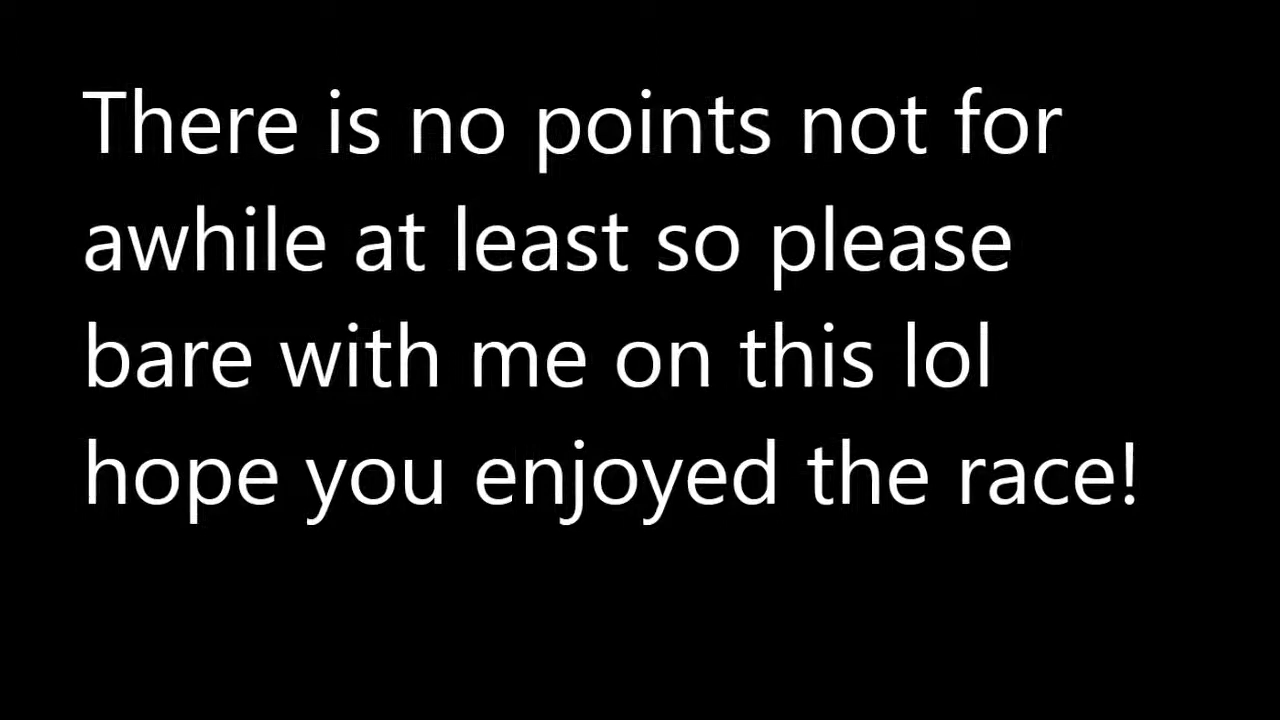 There is no points not for
awhile at least so please
bare with me on this lol
hope you enjoyed the race!